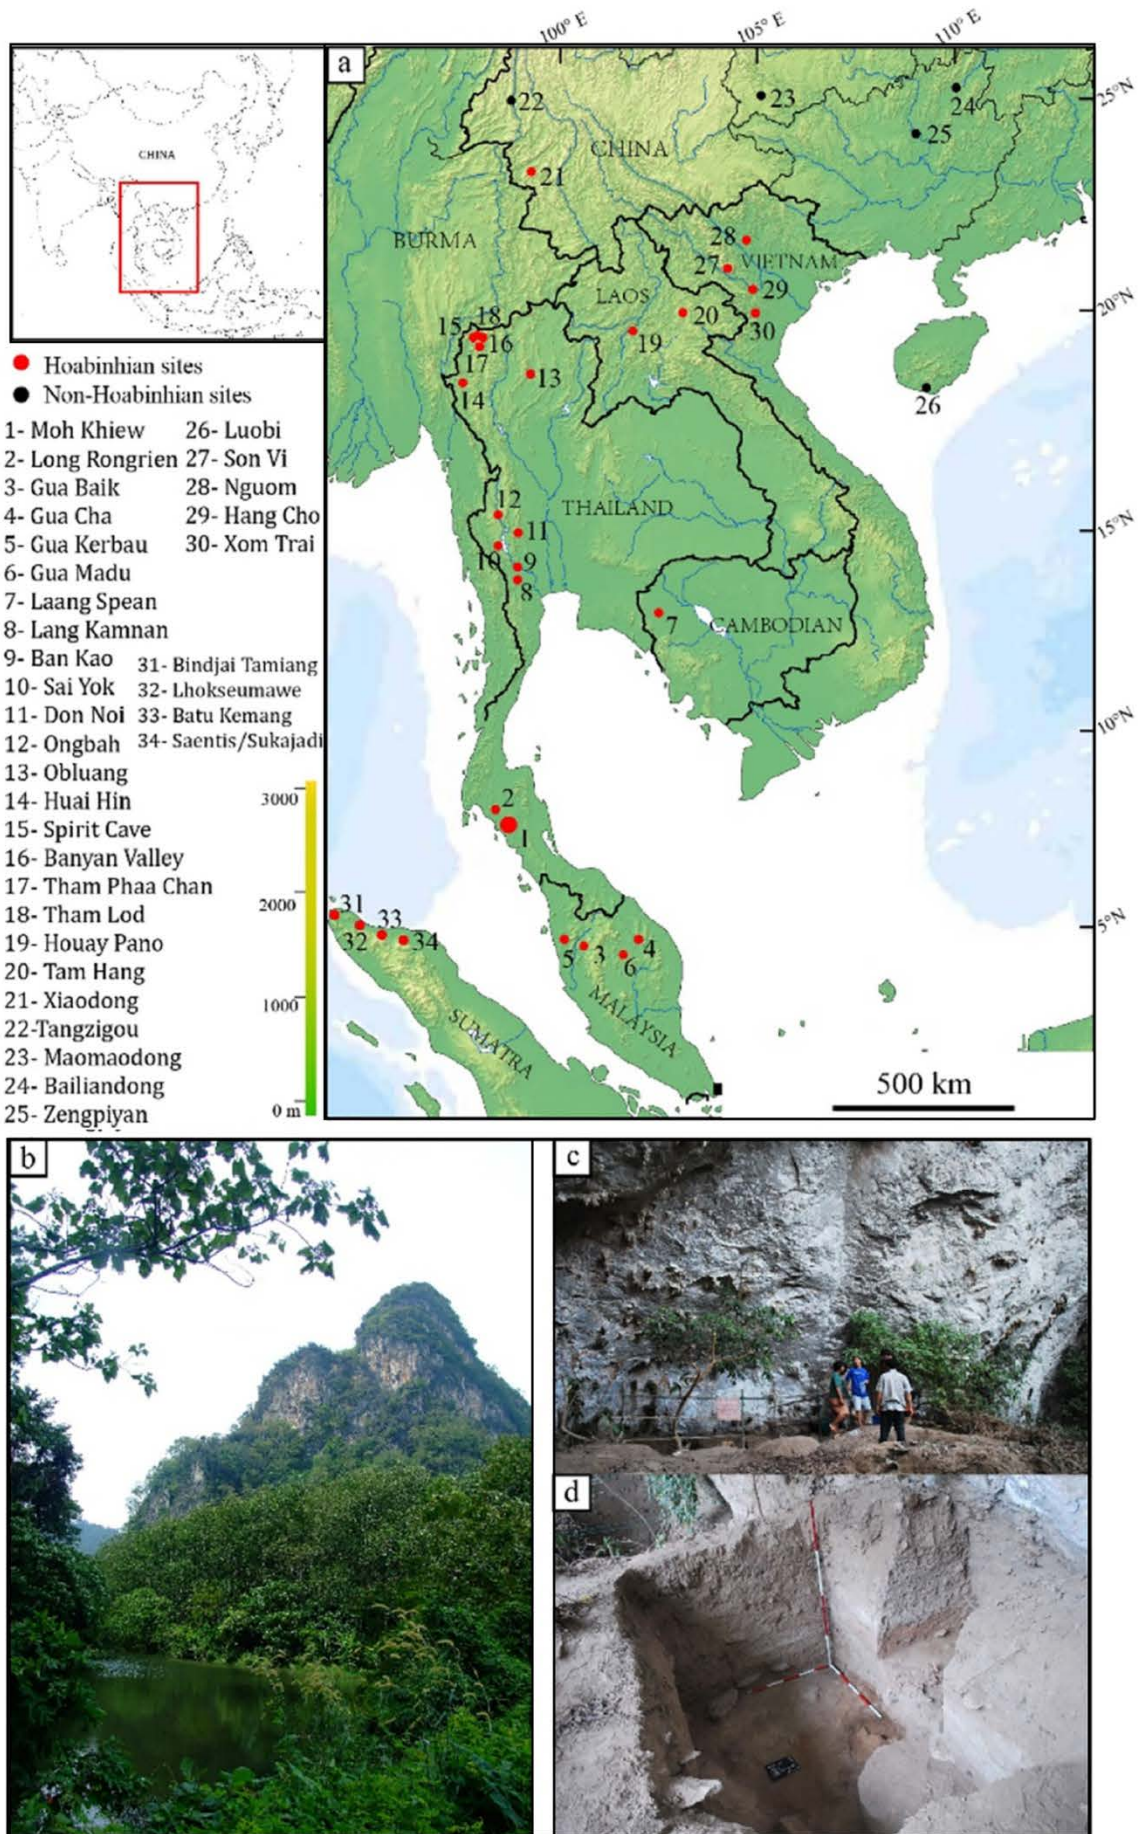 100° E
105° E
110° E
a
CHINA
22
23
24
25
25°N
CHINA
21
BURMA
28
27
VIETNAM
29
LAOS
20
30
20°N
15
18
16
17
19
13
14
26
Hoabinhian sites
Non-Hoabinhian sites
1- Moh Khiew
2- Long Rongrien
3- Gua Baik
4- Gua Cha
5- Gua Kerbau
6- Gua Madu
7- Laang Spean
8- Lang Kamnan
9- Ban Kao
10- Sai Yok
11- Don Noi
12- Ongbah
13- Obluang
14- Huai Hin
15- Spirit Cave
16- Banyan Valley
17- Tham Phaa Chan
18- Tham Lod
19- Houay Pano
20- Tam Hang
21- Xiaodong
22-Tangzigou
23- Maomaodong
24- Bailiandong
25- Zengpiyan
26- Luobi
27- Son Vi
28- Nguom
29- Hang Cho
30- Xom Trai
31- Bindjai Tamiang
32- Lhokseumawe
33- Batu Kemang
34- Saentis/Sukajadi
3000
2000
1000
0 m
12
THAILAND
11
15°N
10
9
8
7
CAMBODIAN
10°N
2
1
31
33
32
34
5
3
4
6
5°N
MALAYSIA
SUMATRA
500 km
b
c
d